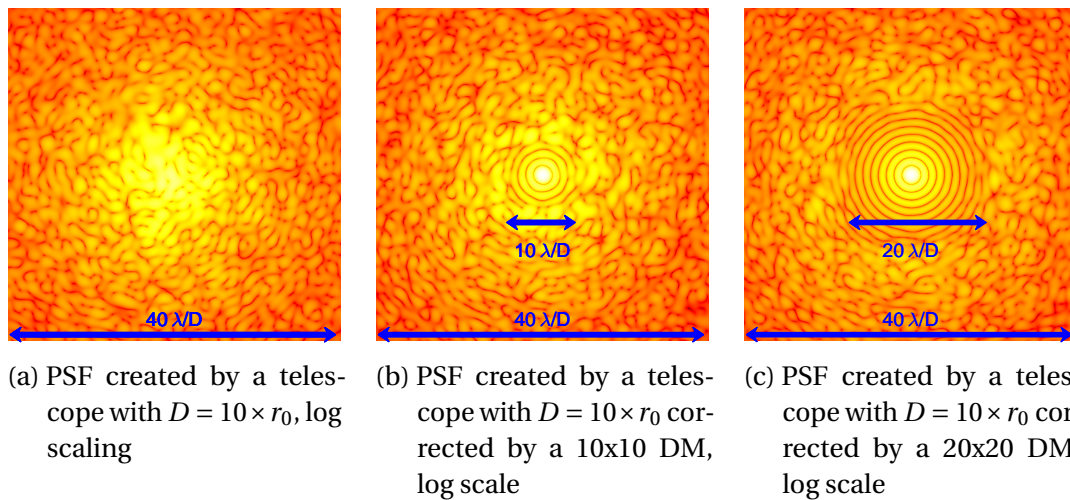 40 λ/D
10 λ/D
40 λ/D
20 λ/D
40 λ/D
(a) PSF created by a teles-
cope with D = 10 × r0, log
scaling
(b) PSF created by a teles-
cope with D = 10 × r0 cor-
rected by a 10x10 DM,
log scale
(c) PSF created by a teles
cope with D = 10 × r0 cor
rected by a 20x20 DM
log scale